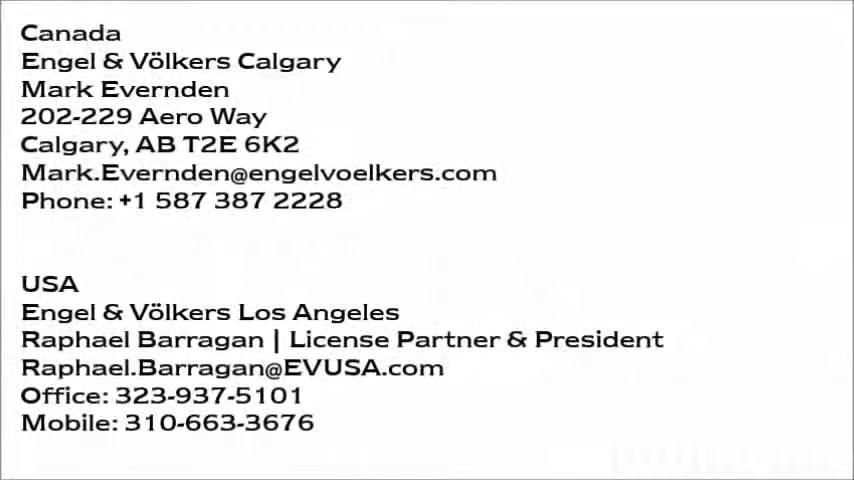 Canada
Engel & Völkers Calgary
Mark Evernden
202-229 Aero Way
Calgary, AB T2E 6K2
Mark.Evernden@engelvoelkers.com
Phone: +1 587 387 2228
USA
Engel & Völkers Los Angeles
Raphael Barragan | License Partner & President
Raphael.Barragan@EVUSA.com
Office: 323-937-5101
Mobile: 310-663-3676